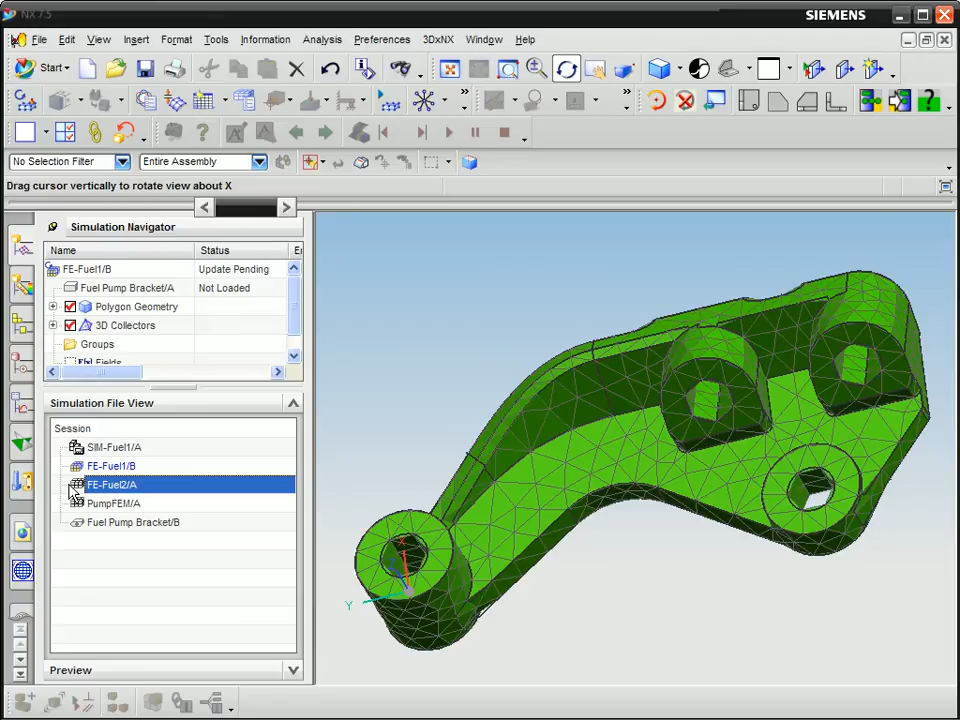 NX 7.5
SIEMENS
File Edit View Insert Format Tools Information Analysis Preferences 3DxNX Window Help
Start
No Selection Filter Entire Assembly
Drag cursor vertically to rotate view about X
Simulation Navigator
Name Status
FE-Fuel1/B Update Pending
Fuel Pump Bracket/A Not Loaded
Polygon Geometry
3D Collectors
Groups
Fields
Simulation File View
Session
SIM-Fuel1/A
FE-Fuel1/B
FE-Fuel2/A
PumpFEM/A
Fuel Pump Bracket/B
Preview
X
Y